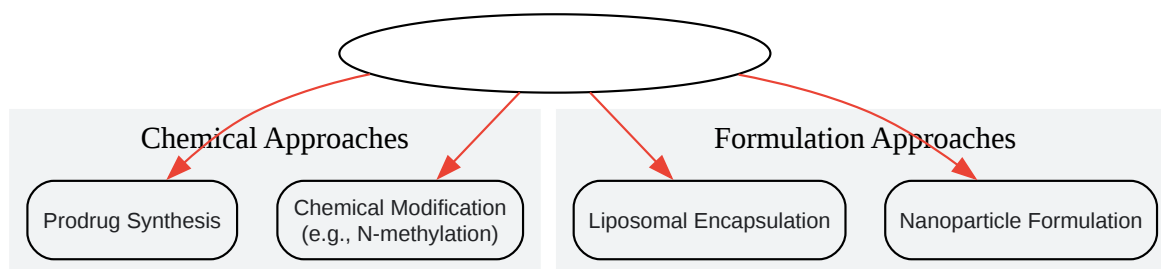 Chemical Approaches
Formulation Approaches
Prodrug Synthesis
Chemical Modification
(e.g., N-methylation)
Liposomal Encapsulation
Nanoparticle Formulation